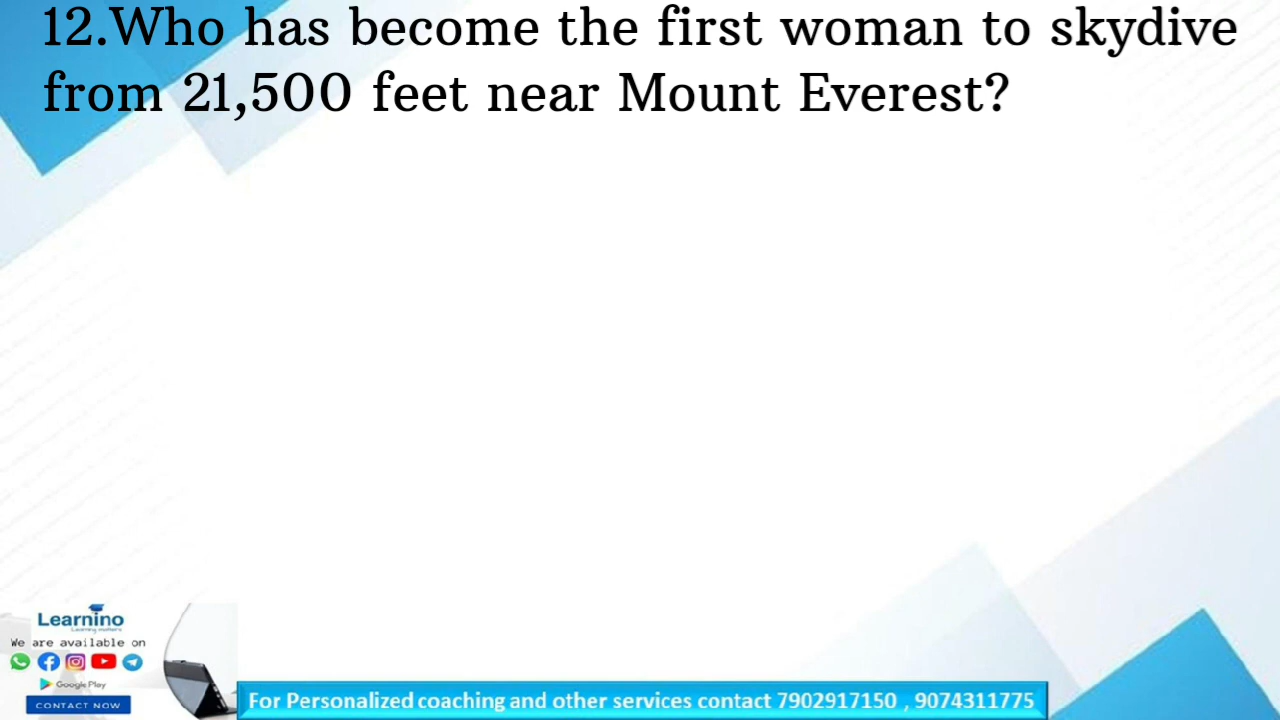 12.Who has become the first woman to skydive
from 21,500 feet near Mount Everest?
Learnino
We are available on
Google Play
CONTACT NOW
For Personalized coaching and other services contact 7902917150 , 9074311775